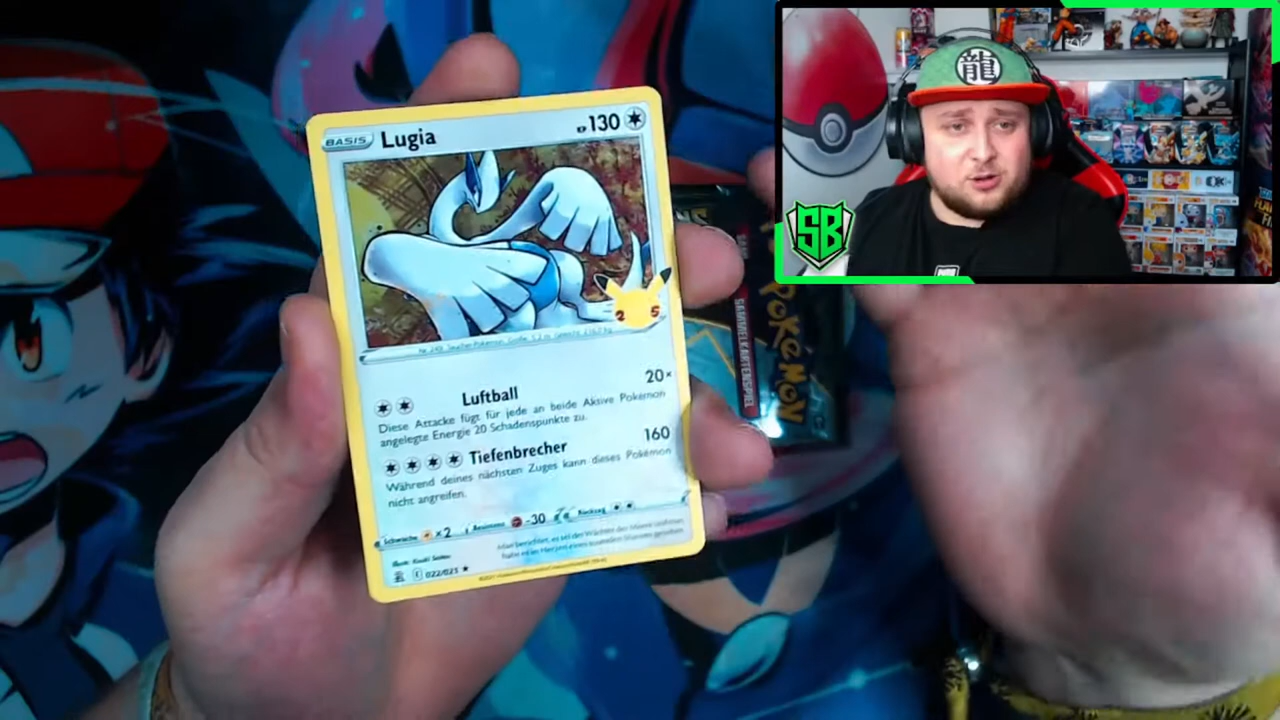 BASIS Lugia KP 130
25
Luftball 20×
Diese Attacke fügt für jede an beide Aktive Pokémon
angelegte Energie 20 Schadenspunkte zu.
Tiefenbrecher 160
Während deines nächsten Zuges kann dieses Pokémon
nicht angreifen.
Schwäche ×2 Resistenz -30 Rückzug
022/025
POKÉMON
SAMMELKARTENSPIEL
龍
SB